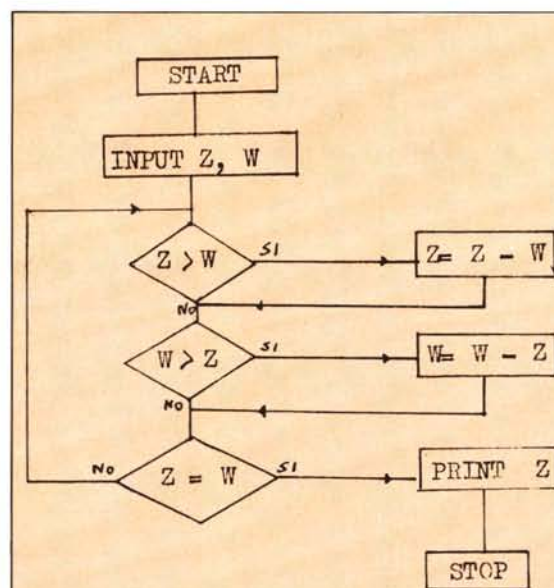 START
INPUT Z, W
Z > W
SI
Z= Z - W
No
W > Z
SI
W= W - Z
No
Z = W
No
SI
PRINT Z
STOP